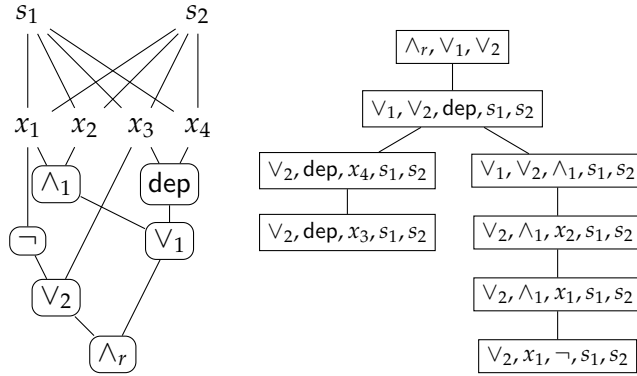 s₁ s₂
x₁ x₂ x₃ x₄
∧₁ dep
¬ ∨₁
∨₂
∧ᵣ
∧ᵣ, ∨₁, ∨₂
∨₁, ∨₂, dep, s₁, s₂
∨₂, dep, x₄, s₁, s₂
∨₂, dep, x₃, s₁, s₂
∨₁, ∨₂, ∧₁, s₁, s₂
∨₂, ∧₁, x₂, s₁, s₂
∨₂, ∧₁, x₁, s₁, s₂
∨₂, x₁, ¬, s₁, s₂